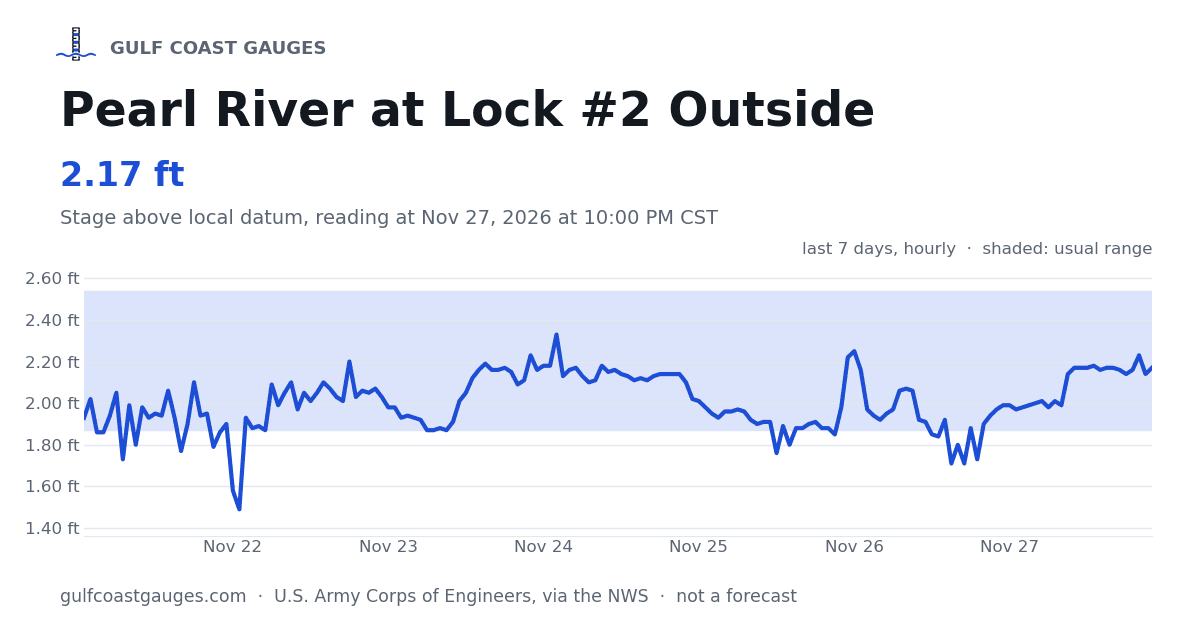 GULF COAST GAUGES
Pearl River at Lock #2 Outside
2.17 ft
Stage above local datum, reading at Nov 27, 2026 at 10:00 PM CST
last 7 days, hourly · shaded: usual range
2.60 ft
2.40 ft
2.20 ft
2.00 ft
1.80 ft
1.60 ft
1.40 ft
Nov 22 Nov 23 Nov 24 Nov 25 Nov 26 Nov 27
gulfcoastgauges.com · U.S. Army Corps of Engineers, via the NWS · not a forecast